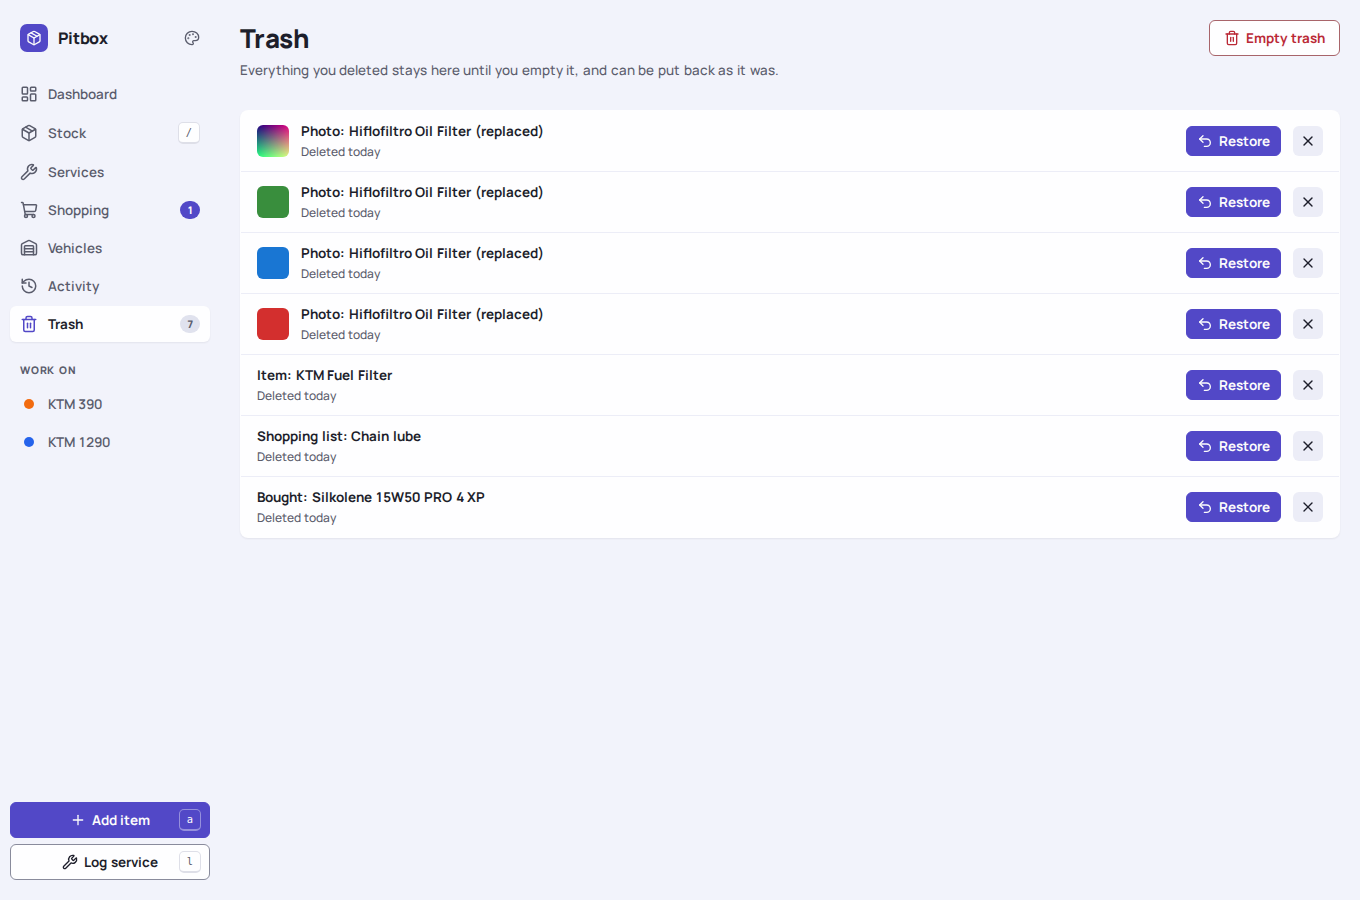 Pitbox
Dashboard
Stock /
Services
Shopping 1
Vehicles
Activity
Trash 7
WORK ON
KTM 390
KTM 1290
Add item a
Log service l
Trash
Empty trash
Everything you deleted stays here until you empty it, and can be put back as it was.
Photo: Hiflofiltro Oil Filter (replaced)
Deleted today
Restore
Photo: Hiflofiltro Oil Filter (replaced)
Deleted today
Restore
Photo: Hiflofiltro Oil Filter (replaced)
Deleted today
Restore
Photo: Hiflofiltro Oil Filter (replaced)
Deleted today
Restore
Item: KTM Fuel Filter
Deleted today
Restore
Shopping list: Chain lube
Deleted today
Restore
Bought: Silkolene 15W50 PRO 4 XP
Deleted today
Restore